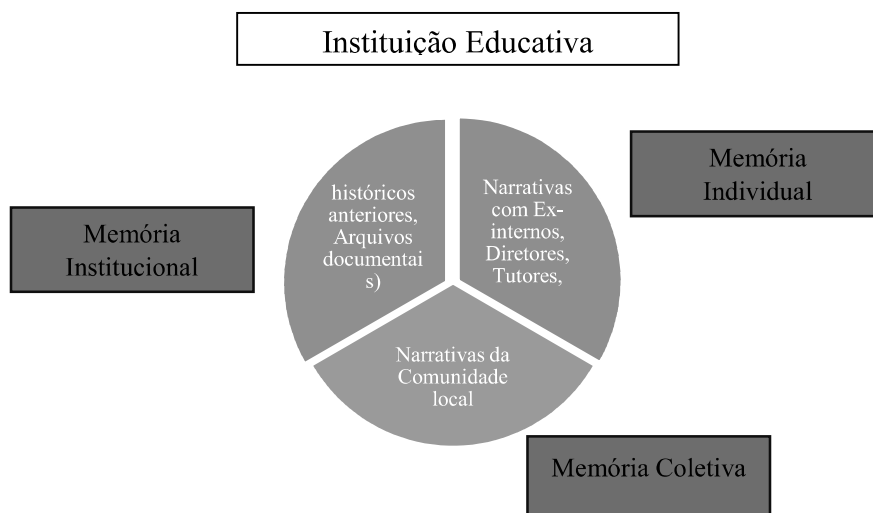 Instituição Educativa
Memória
Institucional
históricos
anteriores,
Arquivos
documentai
s)
Narrativas
com Ex-
internos,
Diretores,
Tutores,
Memória
Individual
Narrativas da
Comunidade
local
Memória Coletiva